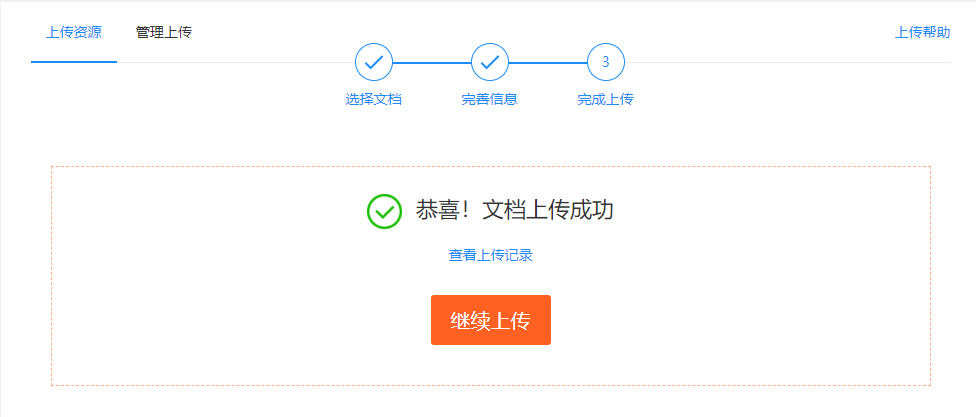 上传资源
管理上传
上传帮助
3
选择文档
完善信息
完成上传
恭喜！文档上传成功
查看上传记录
继续上传